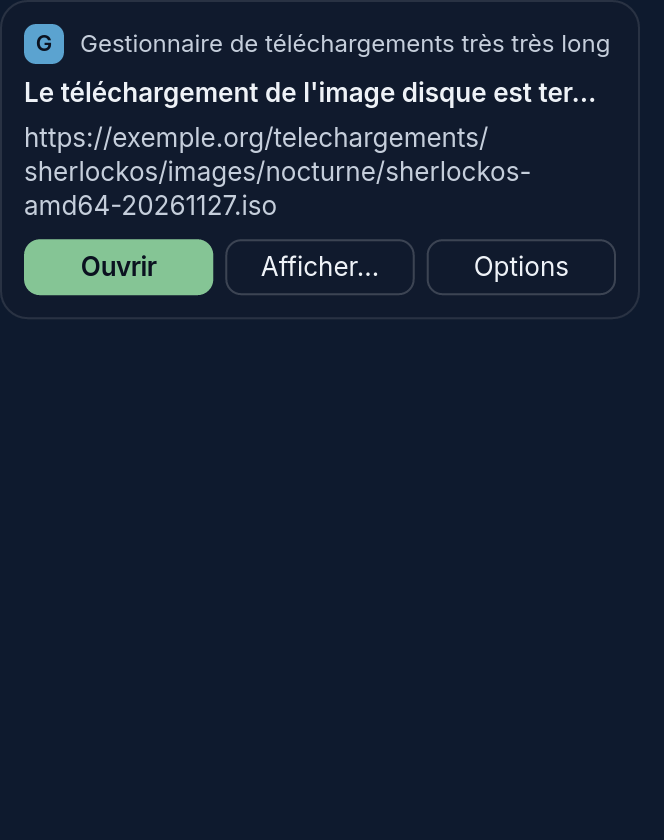 G Gestionnaire de téléchargements très très long
Le téléchargement de l'image disque est ter...
https://exemple.org/telechargements/
sherlockos/images/nocturne/sherlockos-
amd64-20261127.iso
Ouvrir Afficher... Options